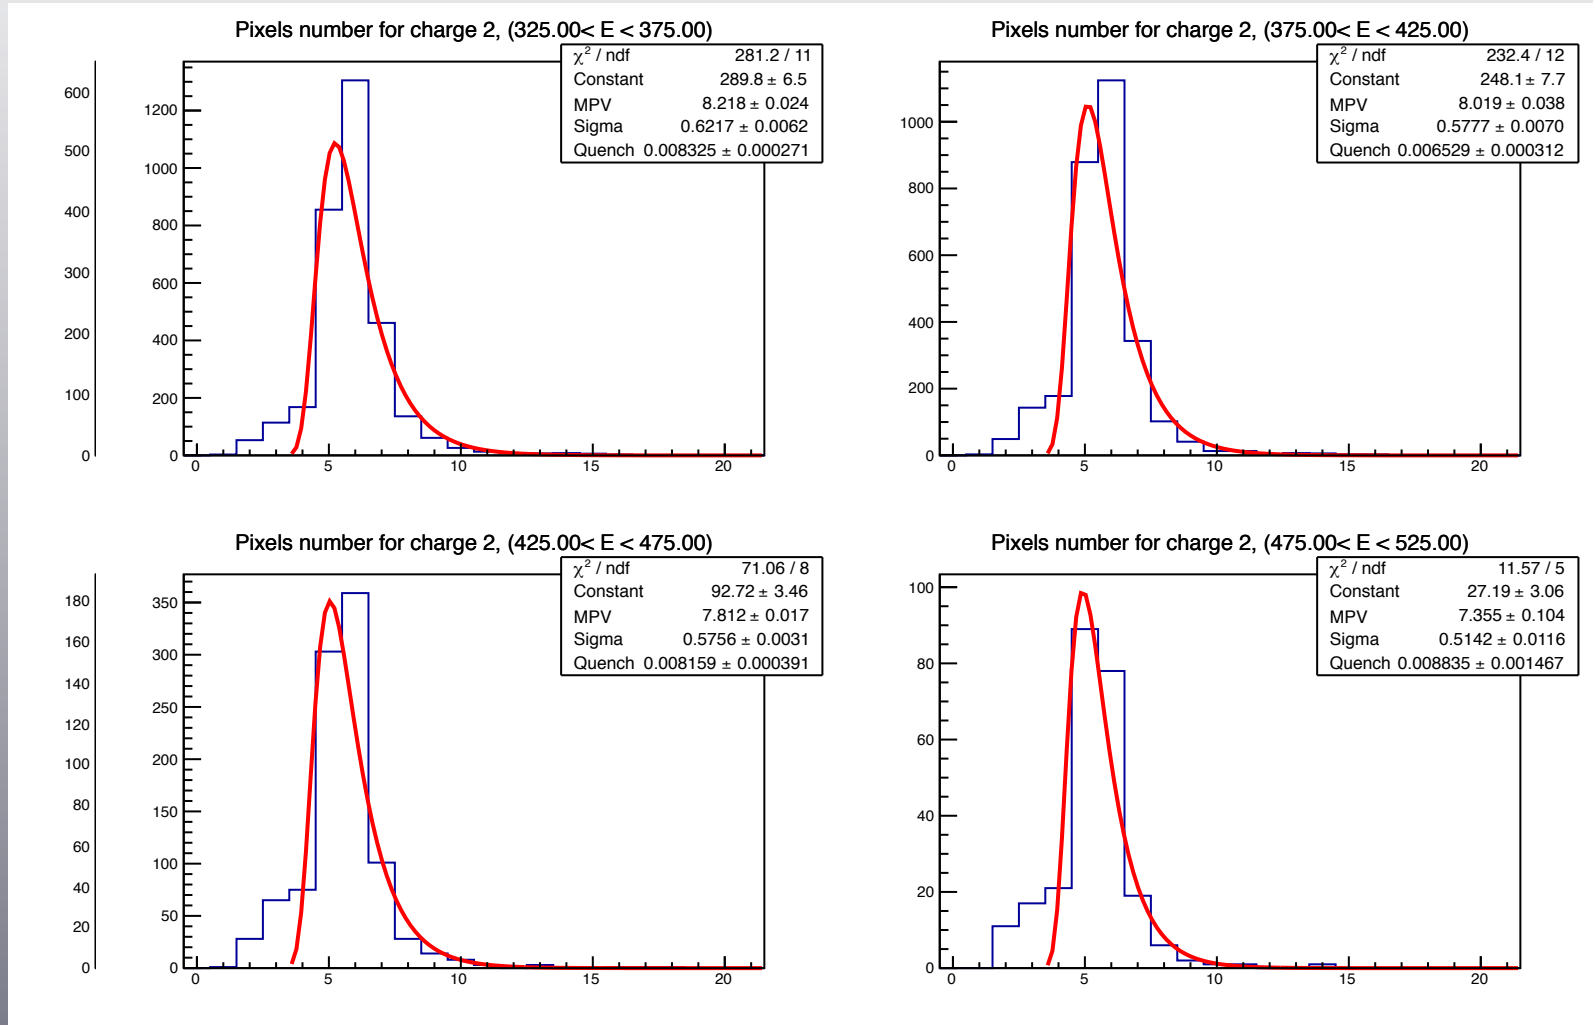 Pixels number for charge 2, (325.00< E < 375.00)
χ² / ndf 281.2 / 11
Constant 289.8 ± 6.5
MPV 8.218 ± 0.024
Sigma 0.6217 ± 0.0062
Quench 0.008325 ± 0.000271
600
500
400
300
200
100
0
1200
1000
800
600
400
200
0
0 5 10 15 20
Pixels number for charge 2, (375.00< E < 425.00)
χ² / ndf 232.4 / 12
Constant 248.1 ± 7.7
MPV 8.019 ± 0.038
Sigma 0.5777 ± 0.0070
Quench 0.006529 ± 0.000312
1000
800
600
400
200
0
0 5 10 15 20
Pixels number for charge 2, (425.00< E < 475.00)
χ² / ndf 71.06 / 8
Constant 92.72 ± 3.46
MPV 7.812 ± 0.017
Sigma 0.5756 ± 0.0031
Quench 0.008159 ± 0.000391
180
160
140
120
100
80
60
40
20
0
350
300
250
200
150
100
50
0
0 5 10 15 20
Pixels number for charge 2, (475.00< E < 525.00)
χ² / ndf 11.57 / 5
Constant 27.19 ± 3.06
MPV 7.355 ± 0.104
Sigma 0.5142 ± 0.0116
Quench 0.008835 ± 0.001467
100
80
60
40
20
0
0 5 10 15 20